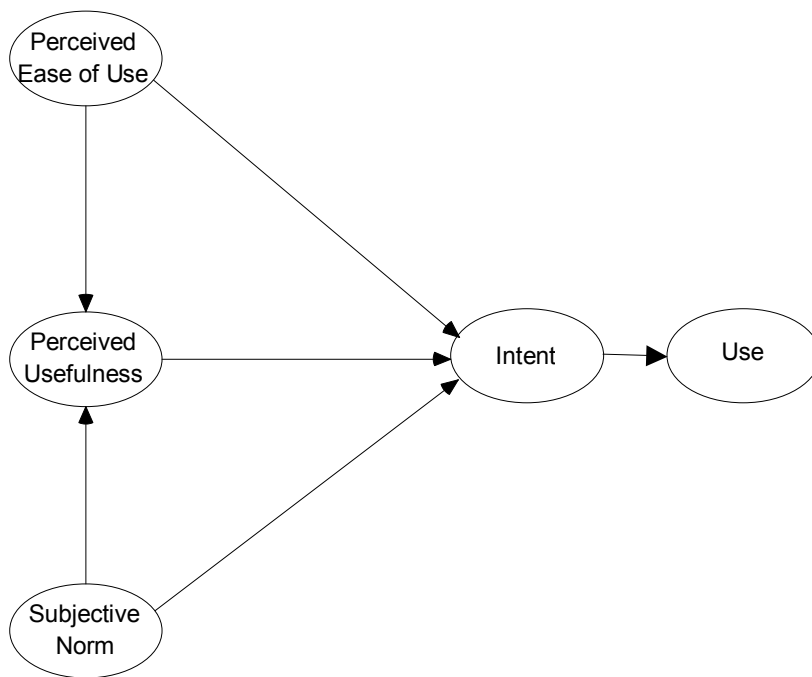 Perceived
Ease of Use
Perceived
Usefulness
Intent
Use
Subjective
Norm